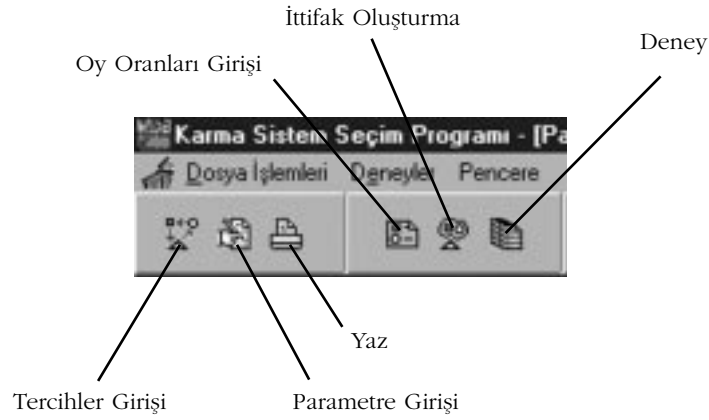 İttifak Oluşturma
Deney
Oy Oranları Girişi
Karma Sistem Seçim Programı - [Pa
Dosya İşlemleri Deneyler Pencere
Yaz
Tercihler Girişi Parametre Girişi